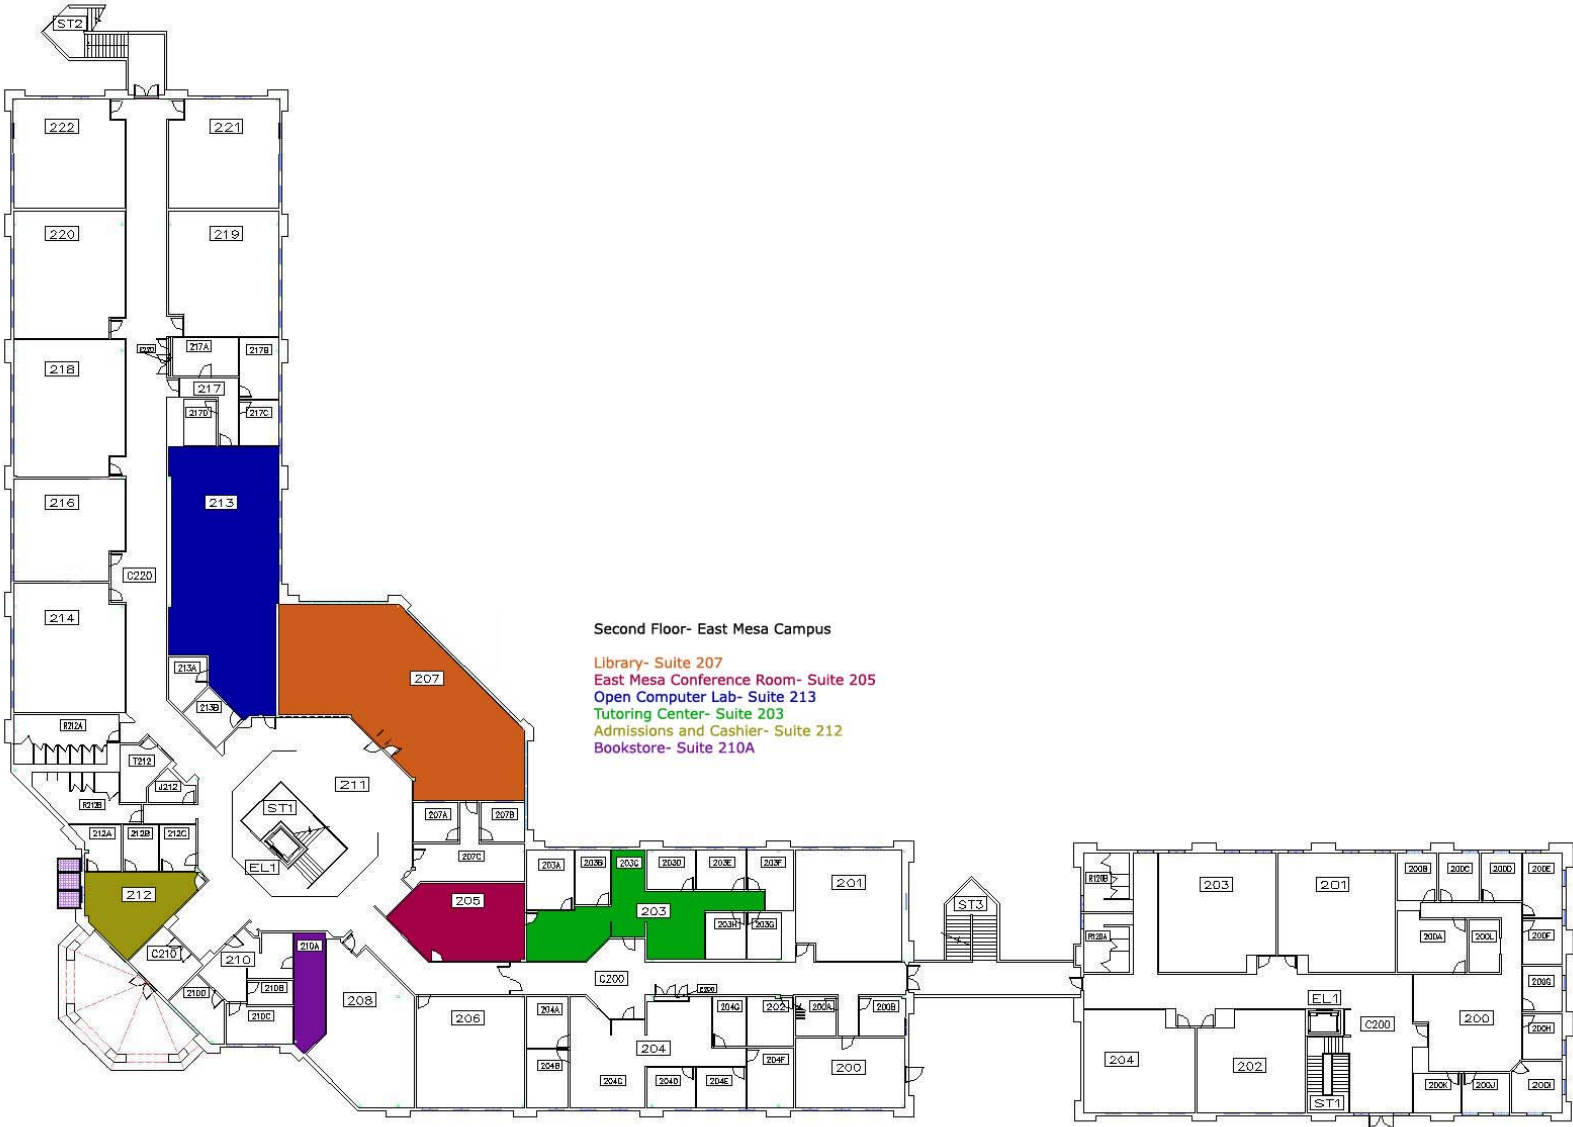 ST2
222
221
220
219
217A
217B
218
217
217D
217C
213
216
C220
214
213A
213B
207
Second Floor- East Mesa Campus
Library- Suite 207
East Mesa Conference Room- Suite 205
Open Computer Lab- Suite 213
Tutoring Center- Suite 203
Admissions and Cashier- Suite 212
Bookstore- Suite 210A
R212A
T212
J212
R212B
211
ST1
EL1
207A
207B
207C
212A
212B
212C
212
205
203A
203B
203C
203D
203E
203F
203
203H
203G
201
ST3
R120B
R120A
203
201
200B
200C
200D
200E
200A
200L
200F
200G
200H
200I
C210
210
210A
210D
210B
210C
208
206
C200
204A
204B
204
204C
204D
204E
204F
204G
202
200A
200B
200
EL1
C200
200
204
202
ST1
200K
200J